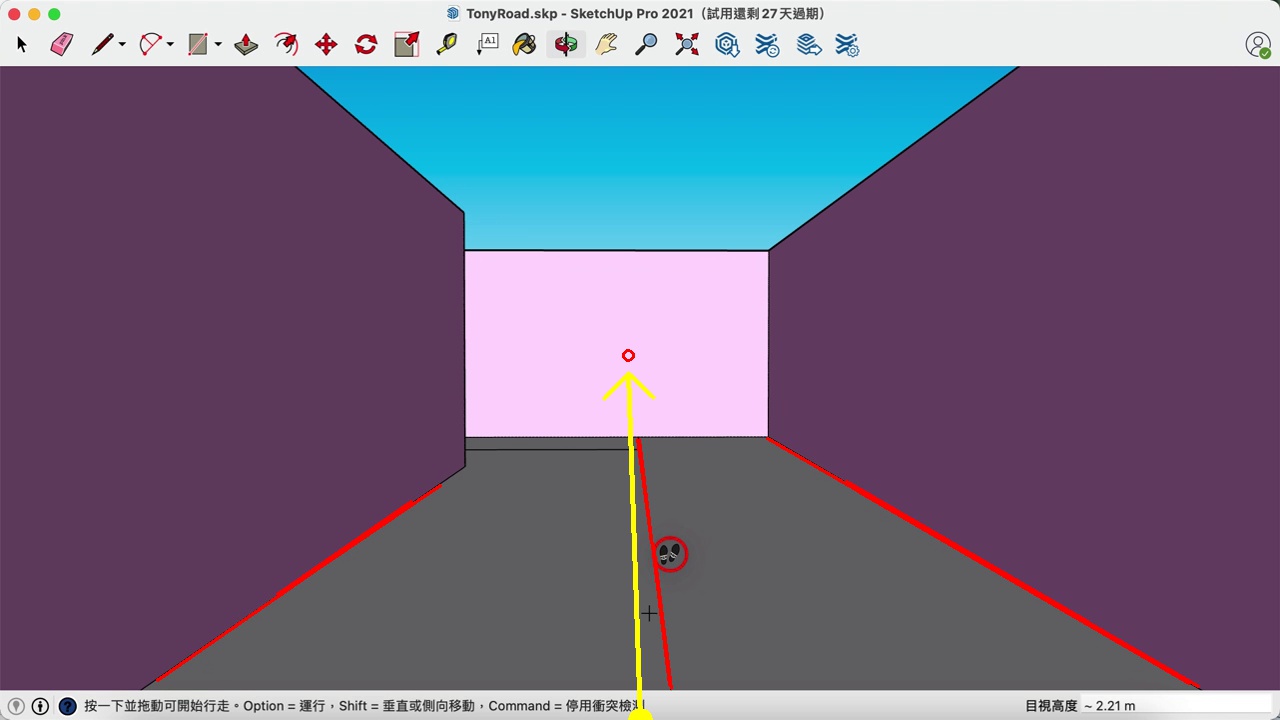 TonyRoad.skp - SketchUp Pro 2021（試用還剩27天過期）
A1
按一下並拖動可開始行走。Option = 運行，Shift = 垂直或側向移動，Command = 停用衝突檢測
目視高度 ~ 2.21 m